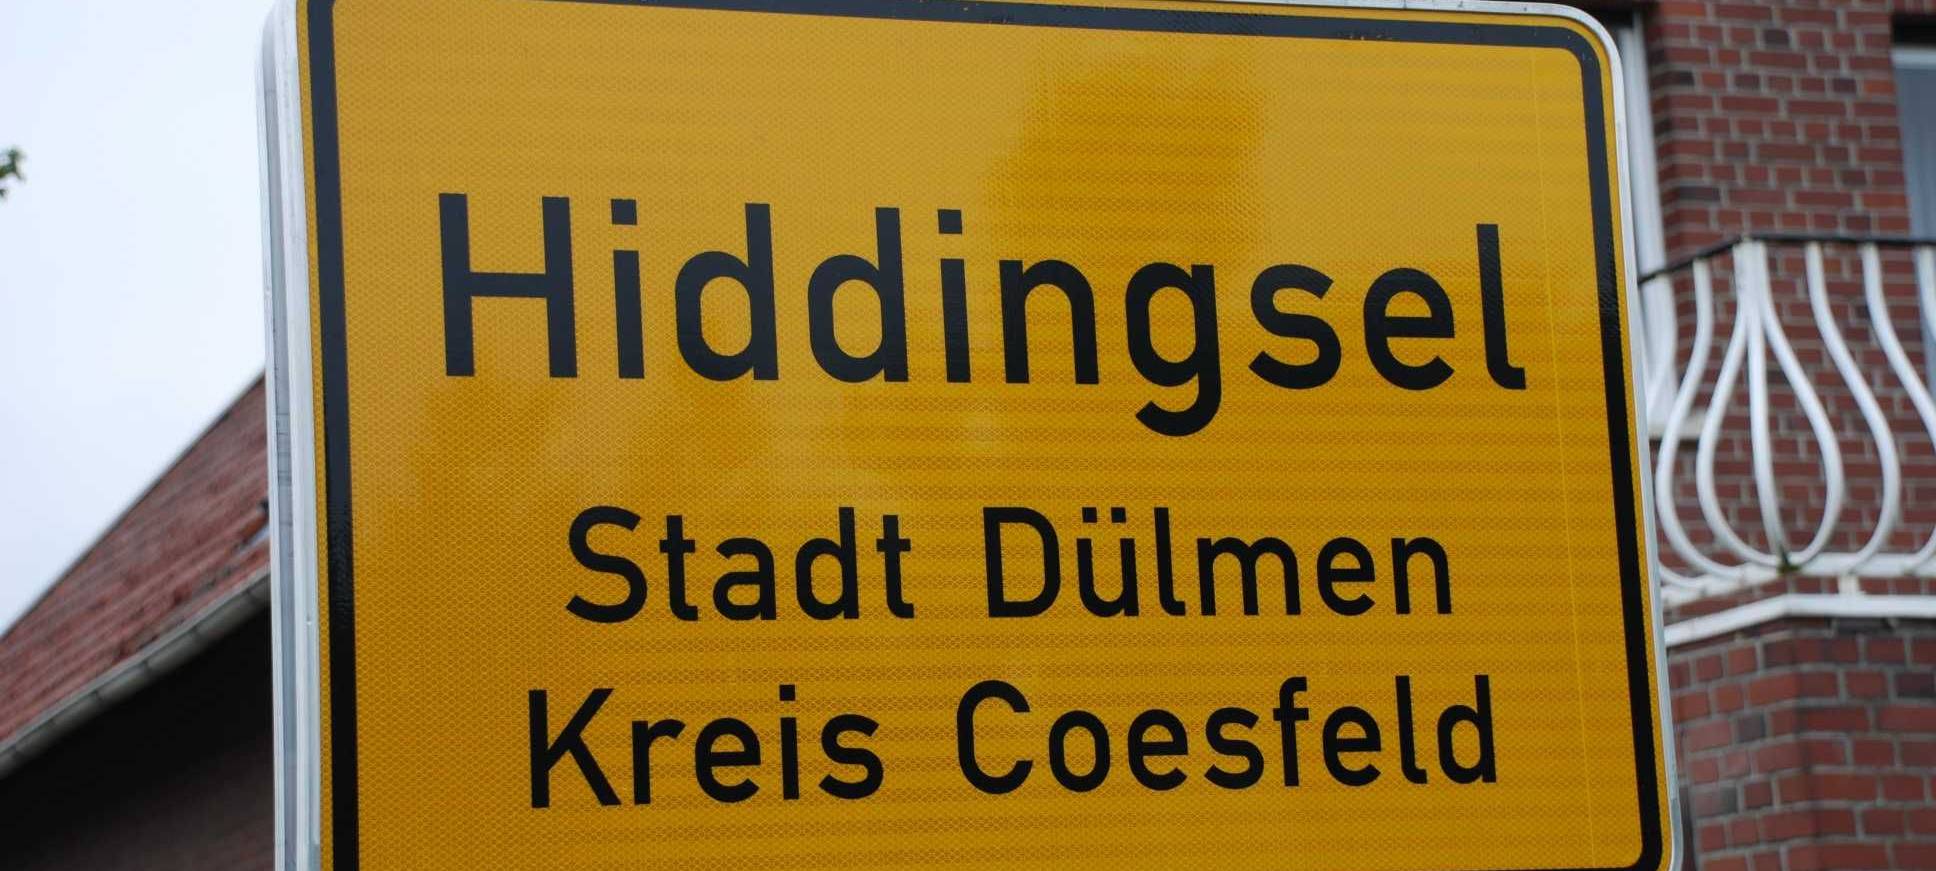 Hiddingsel
Stadt Dülmen
Kreis Coesfeld